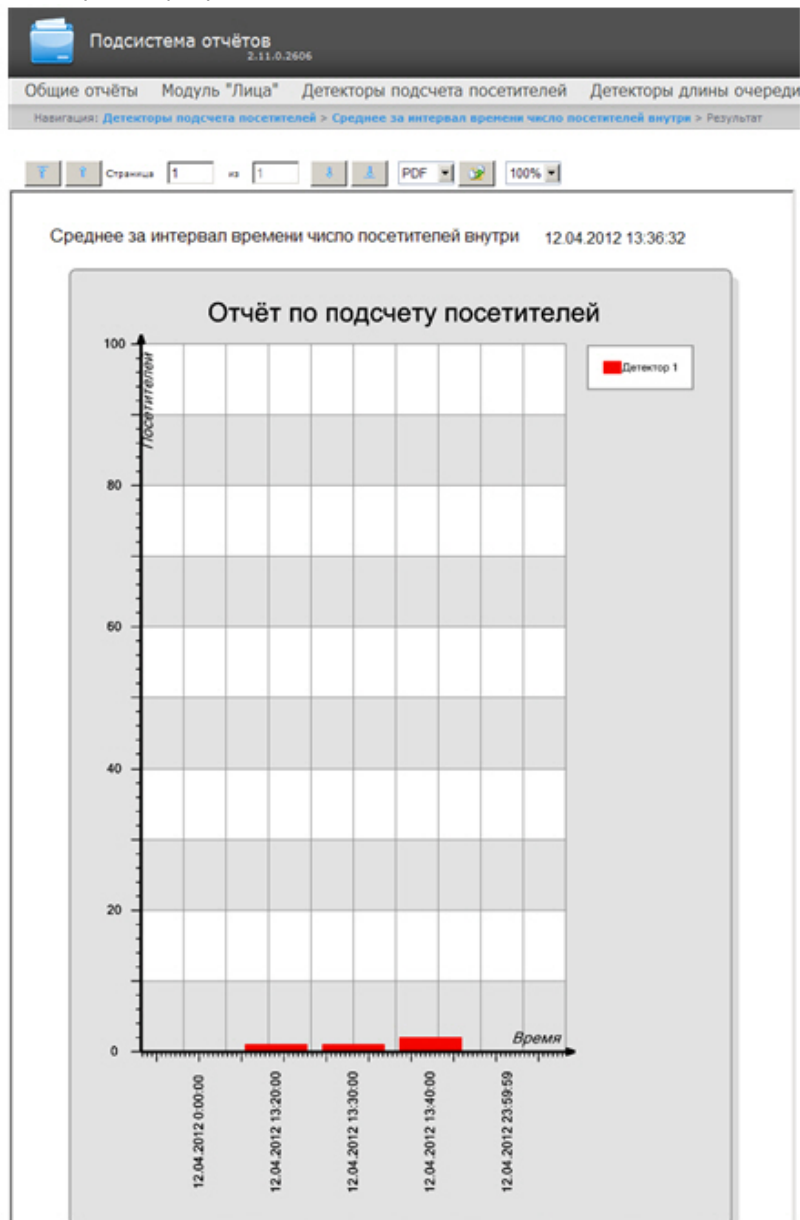 Подсистема отчётов
2.11.0.2606
Общие отчёты Модуль "Лица" Детекторы подсчета посетителей Детекторы длины очереди
Навигация: Детекторы подсчета посетителей > Среднее за интервал времени число посетителей внутри > Результат
Страница 1 из 1 PDF 100%
Среднее за интервал времени число посетителей внутри 12.04.2012 13:36:32
Отчёт по подсчету посетителей
100
Посетителей
Детектор 1
80
60
40
20
0
Время
12.04.2012 0:00:00
12.04.2012 13:20:00
12.04.2012 13:30:00
12.04.2012 13:40:00
12.04.2012 23:59:59